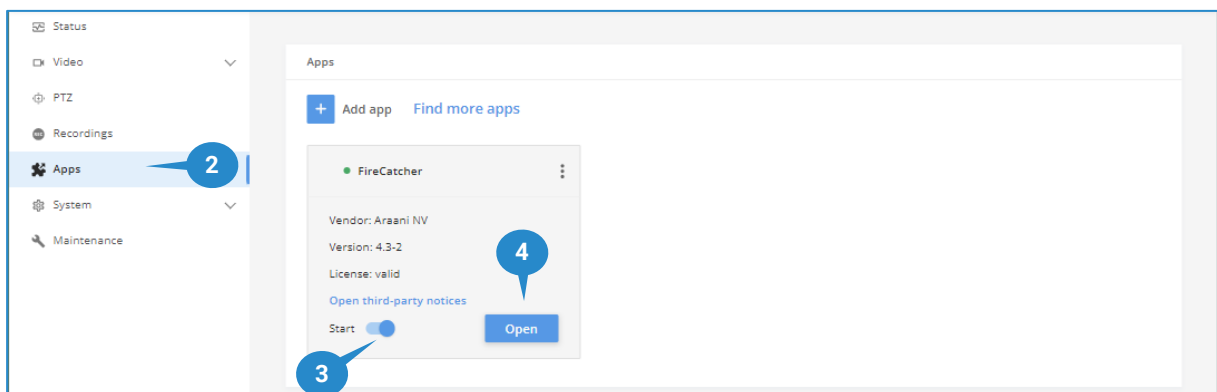 Status
Video
PTZ
Recordings
Apps
2
System
Maintenance
Apps
+ Add app Find more apps
FireCatcher
Vendor: Araani NV
Version: 4.3-2
4
License: valid
Open third-party notices
Start
Open
3